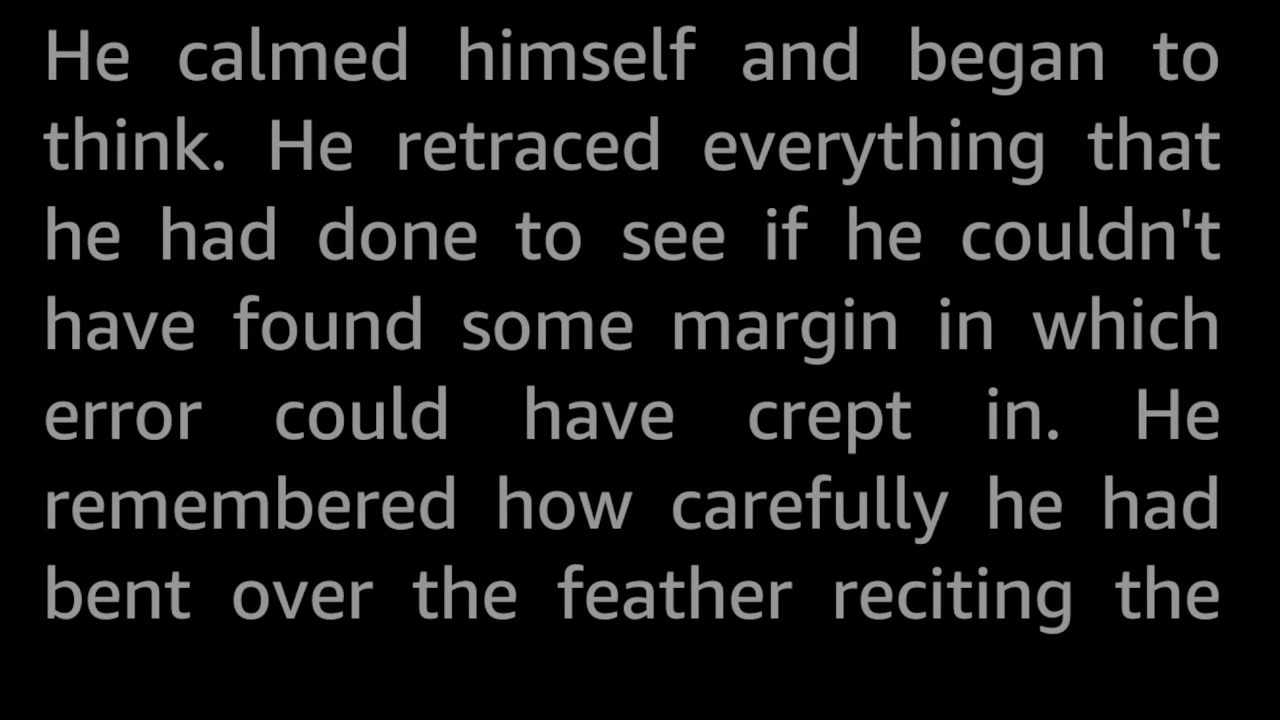 He calmed himself and began to
think. He retraced everything that
he had done to see if he couldn't
have found some margin in which
error could have crept in. He
remembered how carefully he had
bent over the feather reciting the